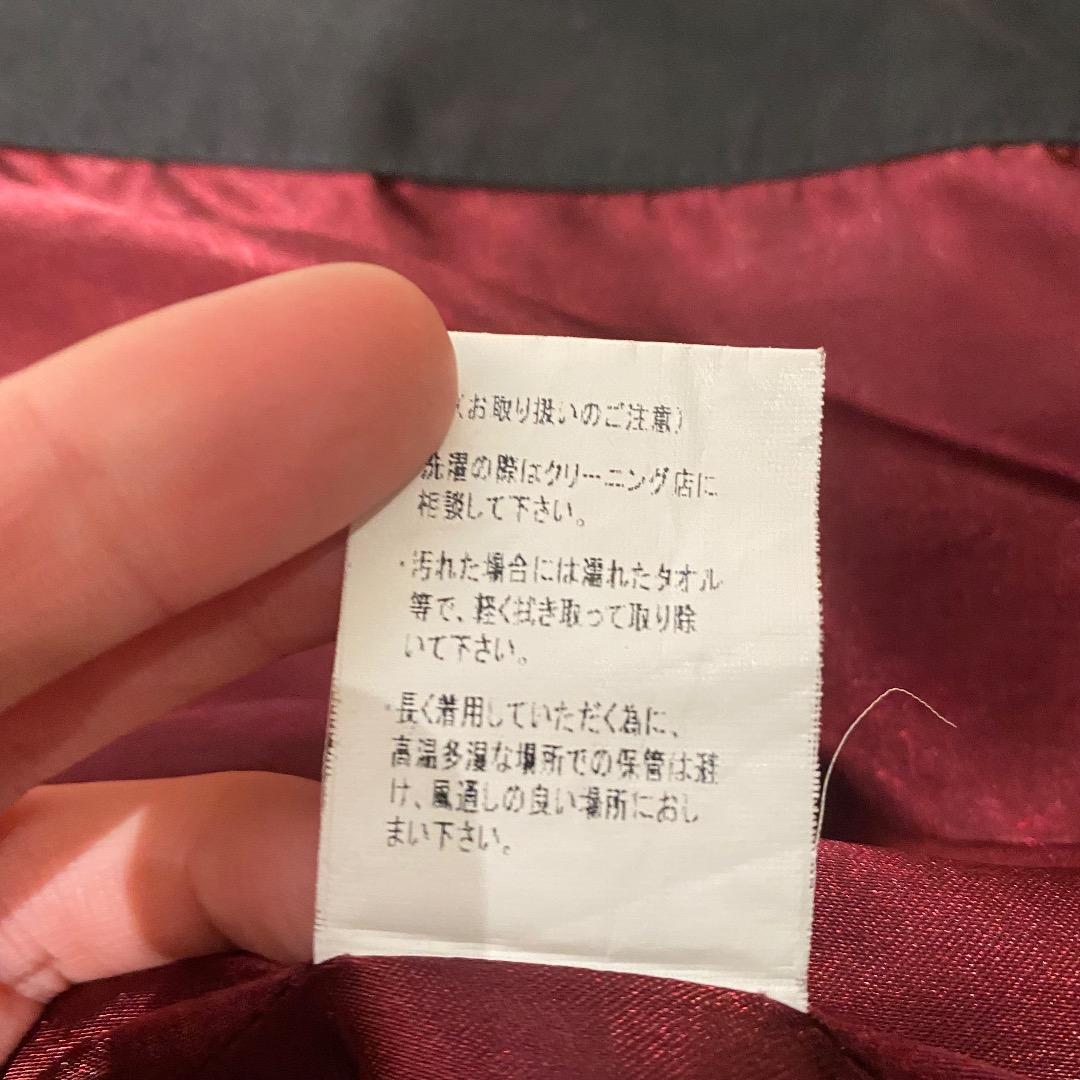 〈お取り扱いのご注意〉
洗濯の際はクリーニング店に
相談して下さい。
・汚れた場合には濡れたタオル
等で、軽く拭き取って取り除
いて下さい。
・長く着用していただく為に、
高温多湿な場所での保管は避
け、風通しの良い場所におし
まい下さい。